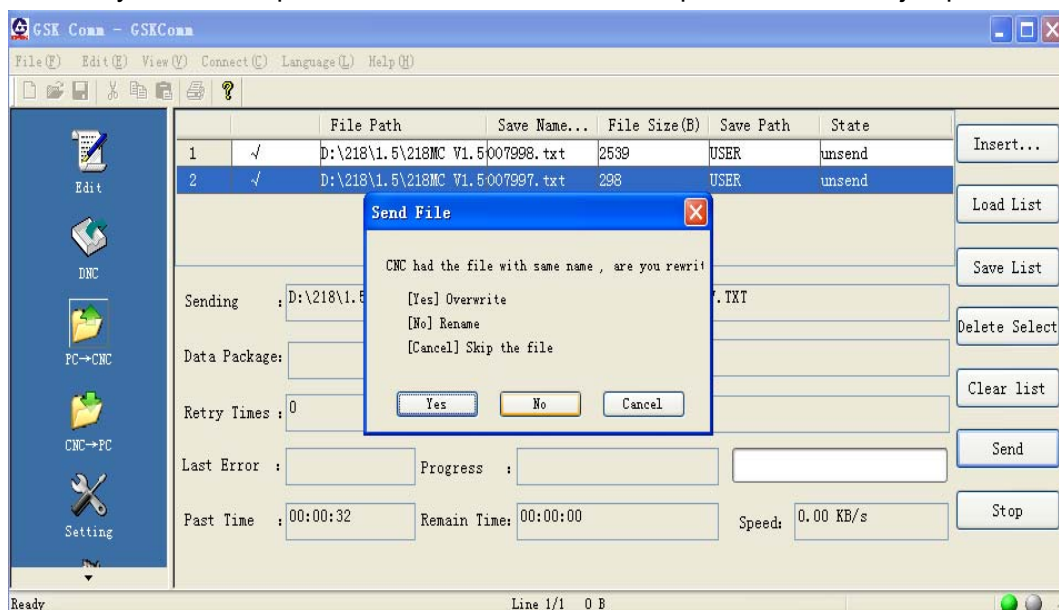 GSK Comm - GSKComm
File(F) Edit(E) View(V) Connect(C) Language(L) Help(H)
File Path Save Name... File Size(B) Save Path State
1 √ D:\218\1.5\218MC V1.5 007998.txt 2539 USER unsend
2 √ D:\218\1.5\218MC V1.5 007997.txt 298 USER unsend
Insert...
Load List
Save List
Delete Select
Clear list
Send
Stop
Edit
DNC
PC→CNC
CNC→PC
Setting
Send File
CNC had the file with same name , are you rewrit
[Yes] Overwrite
[No] Rename
[Cancel] Skip the file
Yes No Cancel
Sending : D:\218\1.5 .TXT
Data Package:
Retry Times : 0
Last Error : Progress :
Past Time : 00:00:32 Remain Time: 00:00:00 Speed: 0.00 KB/s
Ready Line 1/1 0 B